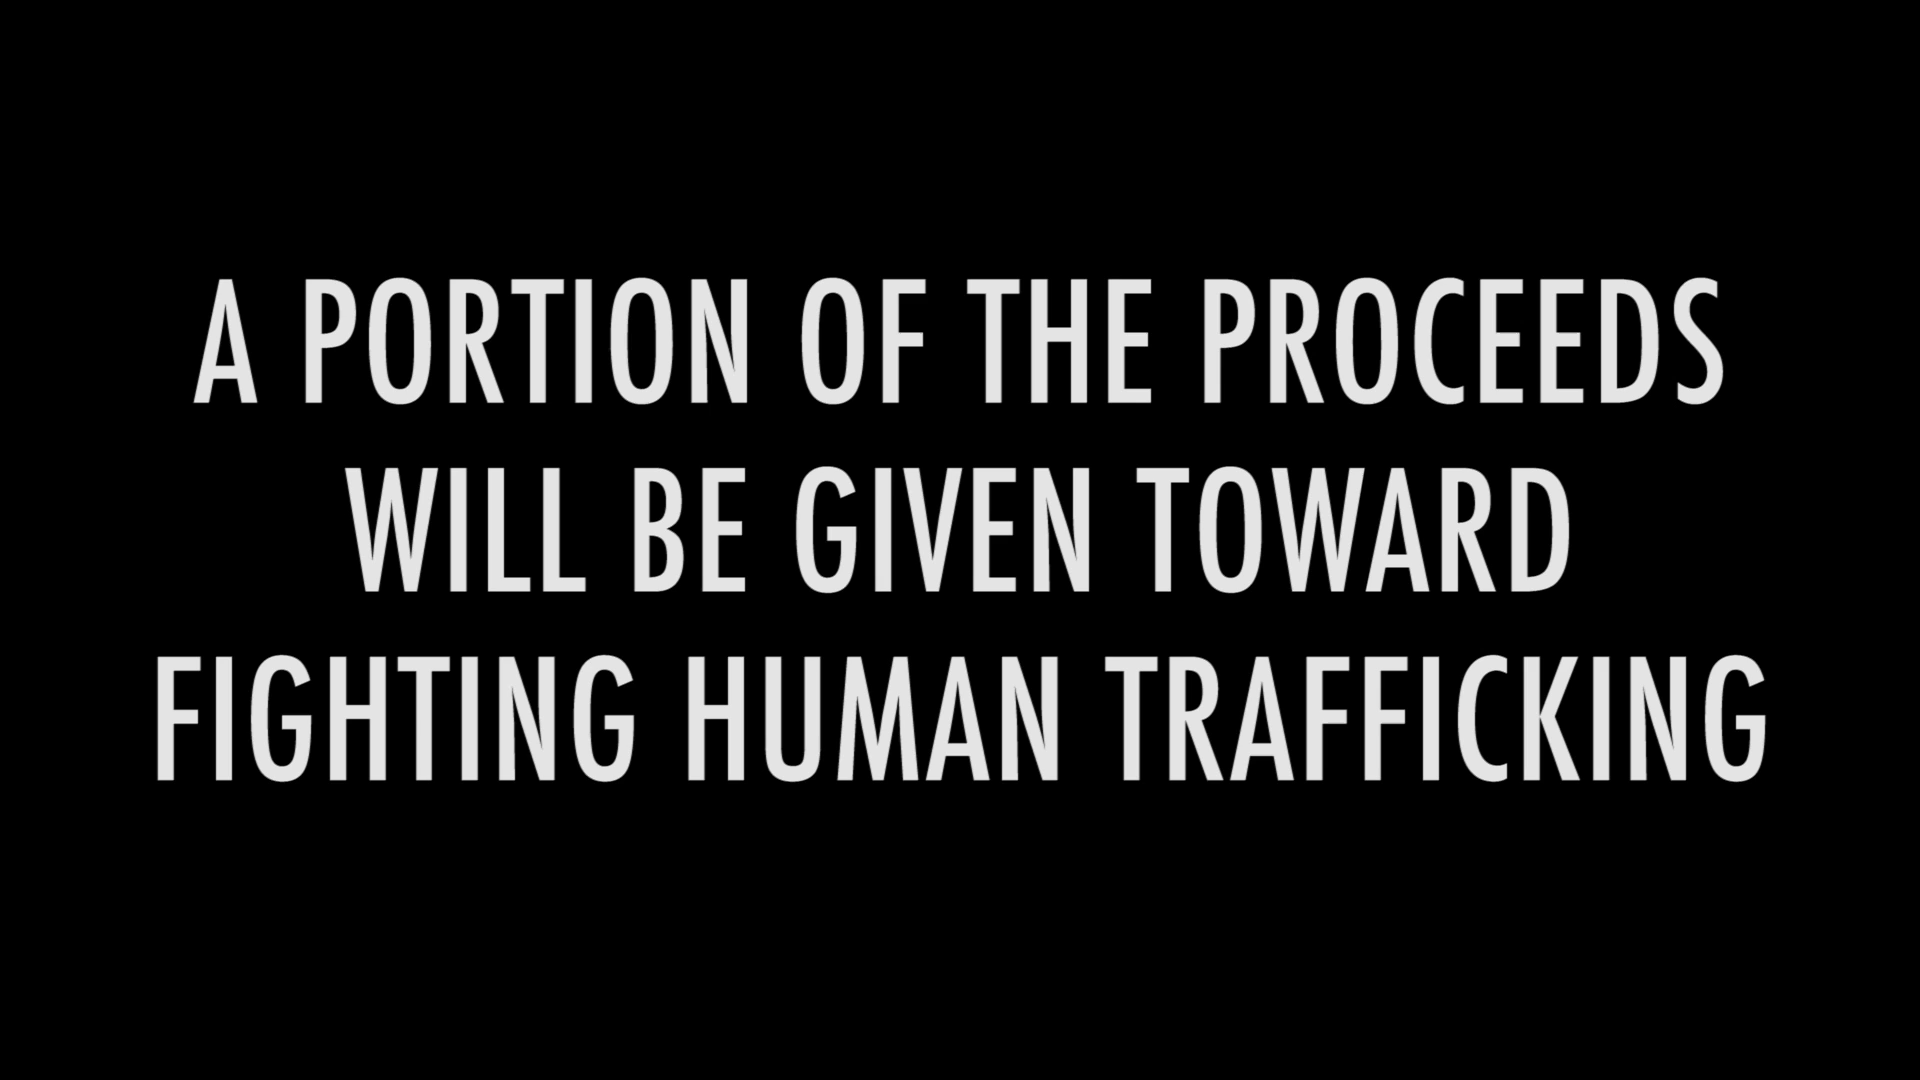 A PORTION OF THE PROCEEDS
WILL BE GIVEN TOWARD
FIGHTING HUMAN TRAFFICKING